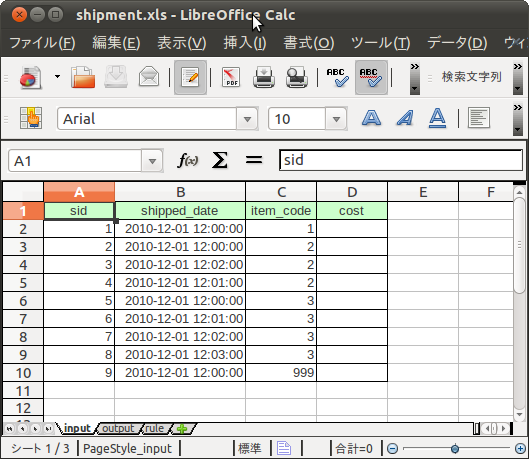 shipment.xls - LibreOffice Calc
ファイル(F) 編集(E) 表示(V) 挿入(I) 書式(O) ツール(T) データ(D) ウィ
PDF ABC ABC 検索文字列
Arial 10 A A A
A1 f(x) Σ = sid
A B C D E F
1 sid shipped_date item_code cost
2 1 2010-12-01 12:00:00 1
3 2 2010-12-01 12:00:00 2
4 3 2010-12-01 12:02:00 2
5 4 2010-12-01 12:01:00 2
6 5 2010-12-01 12:00:00 3
7 6 2010-12-01 12:01:00 3
8 7 2010-12-01 12:02:00 3
9 8 2010-12-01 12:03:00 3
10 9 2010-12-01 12:00:00 999
11
12
input output rule
シート 1 / 3 PageStyle_input 標準 合計=0